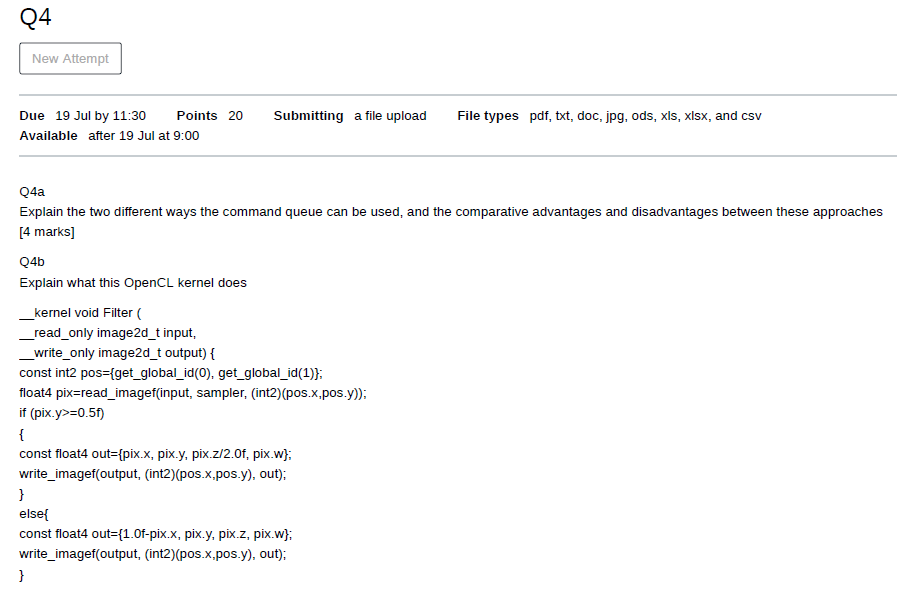 Q4
New Attempt
Due 19 Jul by 11:30 Points 20 Submitting a file upload File types pdf, txt, doc, jpg, ods, xls, xlsx, and csv
Available after 19 Jul at 9:00
Q4a
Explain the two different ways the command queue can be used, and the comparative advantages and disadvantages between these approaches
[4 marks]
Q4b
Explain what this OpenCL kernel does
__kernel void Filter (
__read_only image2d_t input,
__write_only image2d_t output) {
const int2 pos={get_global_id(0), get_global_id(1)};
float4 pix=read_imagef(input, sampler, (int2)(pos.x,pos.y));
if (pix.y>=0.5f)
{
const float4 out={pix.x, pix.y, pix.z/2.0f, pix.w};
write_imagef(output, (int2)(pos.x,pos.y), out);
}
else{
const float4 out={1.0f-pix.x, pix.y, pix.z, pix.w};
write_imagef(output, (int2)(pos.x,pos.y), out);
}